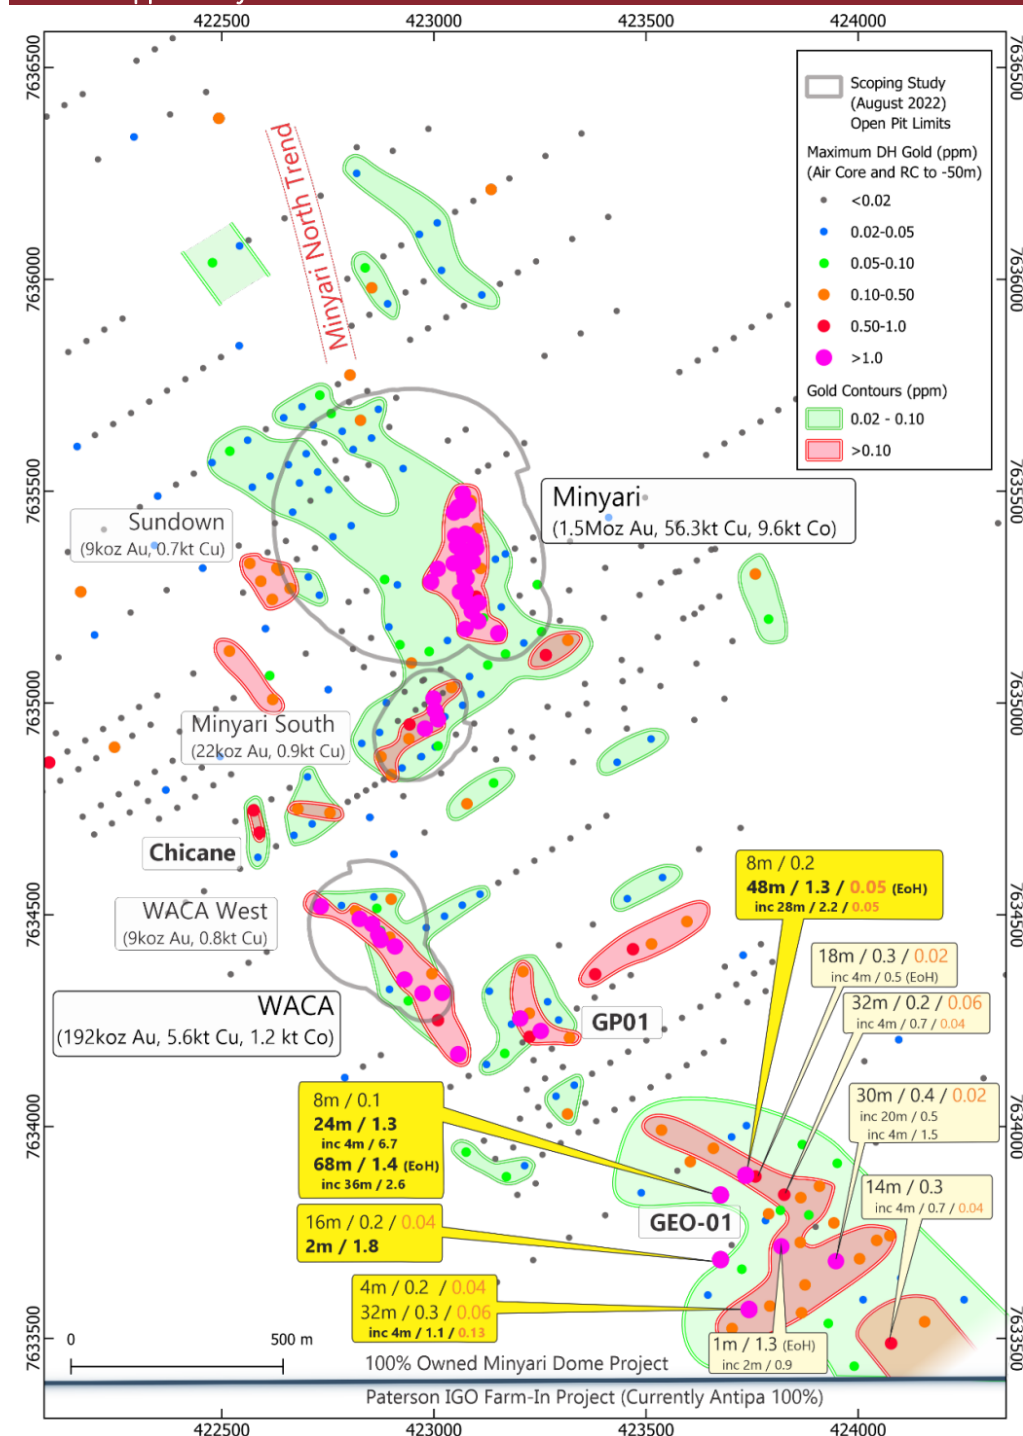 422500 423000 423500 424000
7636500
7636000
7635500
7635000
7634500
7634000
7633500
7636500
7636000
7635500
7635000
7634500
7634000
7633500
Scoping Study
(August 2022)
Open Pit Limits
Maximum DH Gold (ppm)
(Air Core and RC to -50m)
<0.02
0.02-0.05
0.05-0.10
0.10-0.50
0.50-1.0
>1.0
Gold Contours (ppm)
0.02 - 0.10
>0.10
Minyari North Trend
Minyari
(1.5Moz Au, 56.3kt Cu, 9.6kt Co)
Sundown
(9koz Au, 0.7kt Cu)
Minyari South
(22koz Au, 0.9kt Cu)
Chicane
WACA West
(9koz Au, 0.8kt Cu)
WACA
(192koz Au, 5.6kt Cu, 1.2 kt Co)
GP01
8m / 0.2
48m / 1.3 / 0.05 (EoH)
inc 28m / 2.2 / 0.05
18m / 0.3 / 0.02
inc 4m / 0.5 (EoH)
32m / 0.2 / 0.06
inc 4m / 0.7 / 0.04
30m / 0.4 / 0.02
inc 20m / 0.5
inc 4m / 1.5
14m / 0.3
inc 4m / 0.7 / 0.04
8m / 0.1
24m / 1.3
inc 4m / 6.7
68m / 1.4 (EoH)
inc 36m / 2.6
GEO-01
16m / 0.2 / 0.04
2m / 1.8
4m / 0.2 / 0.04
32m / 0.3 / 0.06
inc 4m / 1.1 / 0.13
1m / 1.3 (EoH)
inc 2m / 0.9
0 500 m
100% Owned Minyari Dome Project
Paterson IGO Farm-In Project (Currently Antipa 100%)
422500 423000 423500 424000